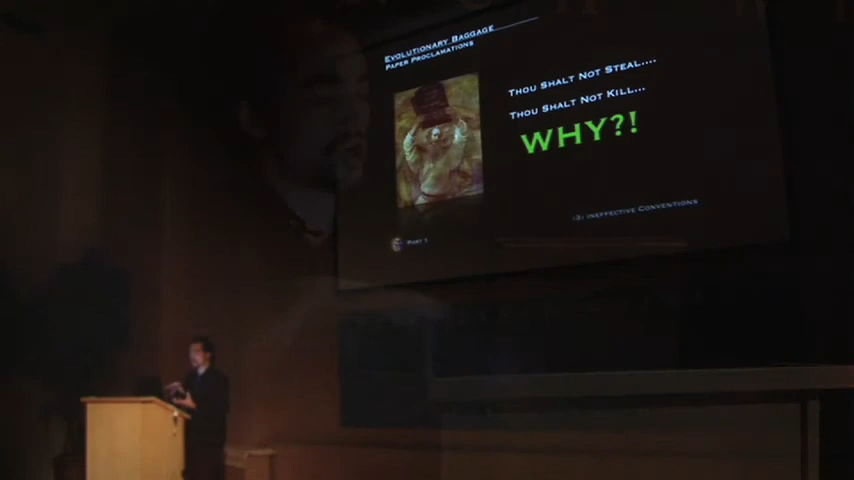 Evolutionary Baggage
Paper Proclamations
Thou Shalt Not Steal....
Thou Shalt Not Kill...
WHY?!
(3) Ineffective Conventions
Part 1